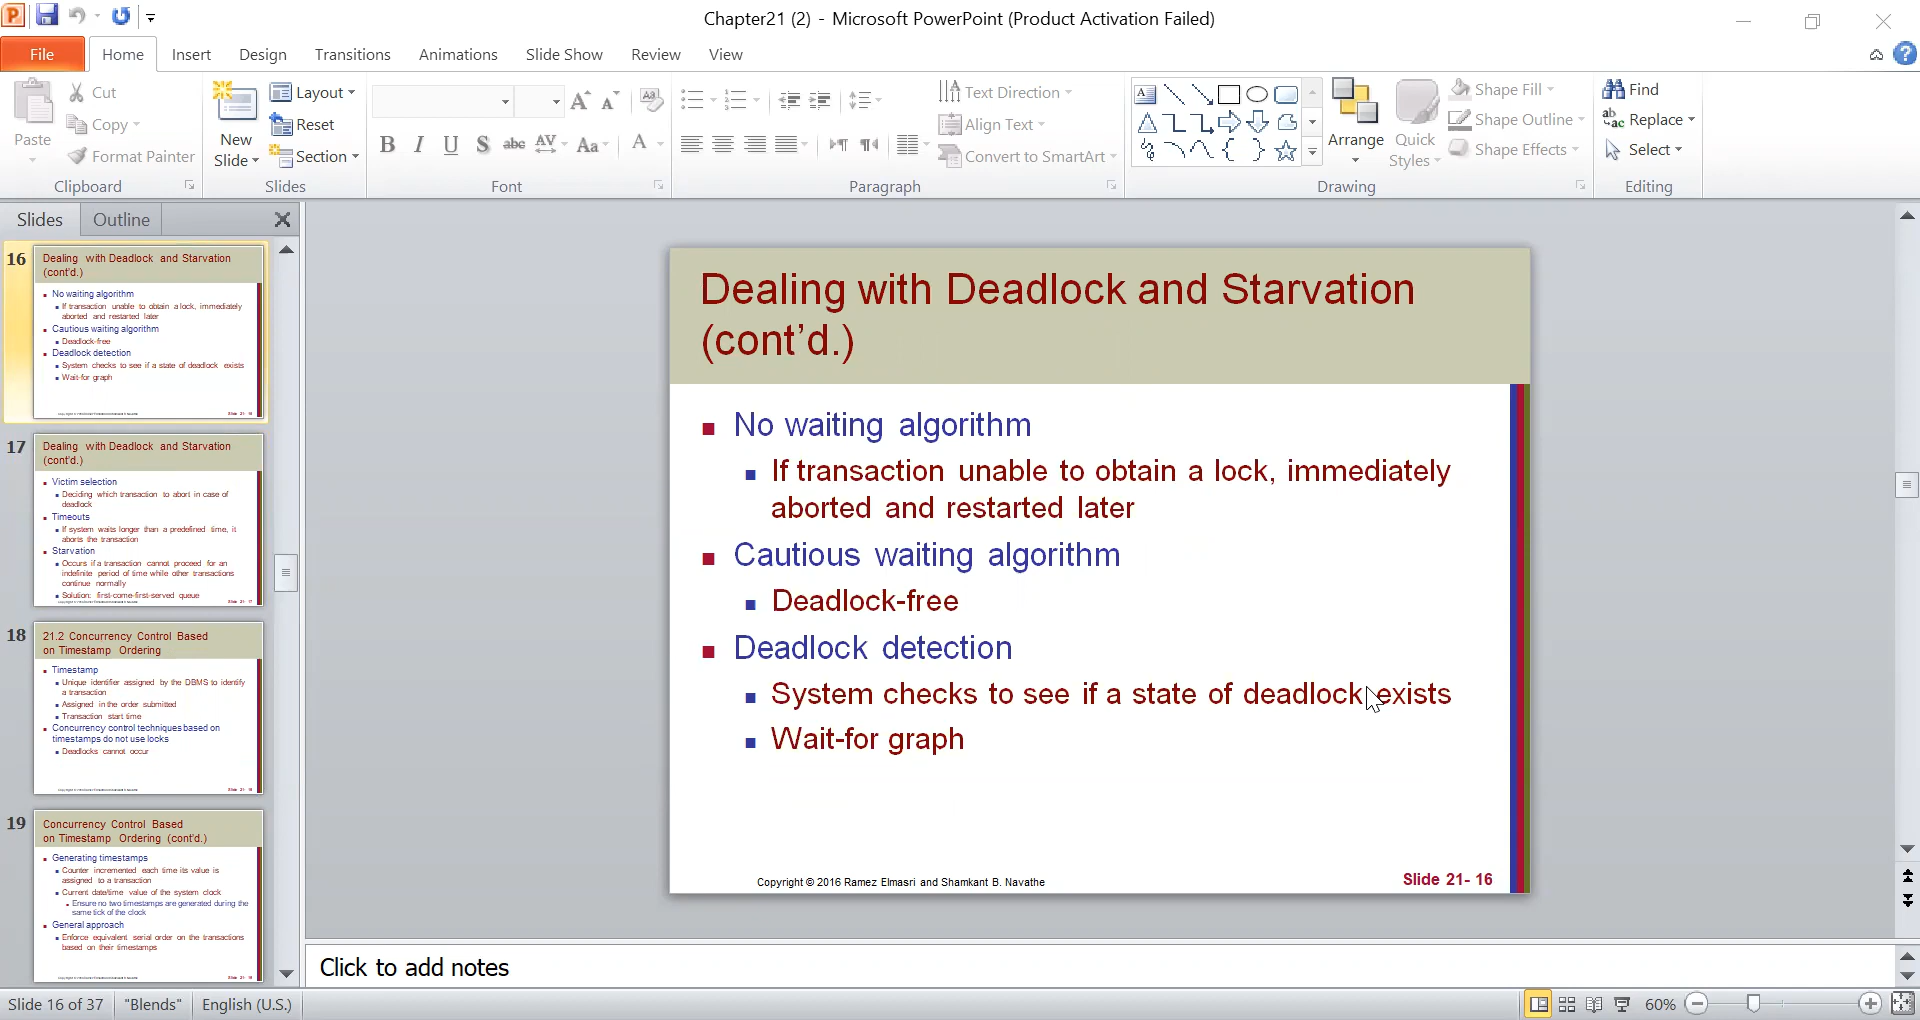 Chapter21 (2) - Microsoft PowerPoint (Product Activation Failed)
File
Home
Insert
Design
Transitions
Animations
Slide Show
Review
View
Paste
Cut
Copy
Format Painter
Clipboard
New
Slide
Layout
Reset
Section
Slides
Font
Text Direction
Align Text
Convert to SmartArt
Paragraph
Arrange
Quick
Styles
Shape Fill
Shape Outline
Shape Effects
Drawing
Find
Replace
Select
Editing
Slides
Outline
16
Dealing with Deadlock and Starvation
(cont'd.)
No waiting algorithm
If transaction unable to obtain a lock, immediately
aborted and restarted later
Cautious waiting algorithm
Deadlock-free
Deadlock detection
System checks to see if a state of deadlock exists
Wait-for graph
17
Dealing with Deadlock and Starvation
(cont'd.)
Victim selection
Deciding which transaction to abort in case of
deadlock
Timeouts
If system waits longer than a predefined time, it
aborts the transaction
Starvation
Occurs if a transaction cannot proceed for an
indefinite period of time while other transactions
continue normally
Solution: first-come-first-served queue
18
21.2 Concurrency Control Based
on Timestamp Ordering
Timestamp
Unique identifier assigned by the DBMS to identify
a transaction
Assigned in the order submitted
Transaction start time
Concurrency control techniques based on
timestamps do not use locks
Deadlocks cannot occur
19
Concurrency Control Based
on Timestamp Ordering (cont'd.)
Generating timestamps
Counter incremented each time its value is
assigned to a transaction
Current date/time value of the system clock
Ensure no two timestamps are generated during the
same tick of the clock
General approach
Enforce equivalent serial order on the transactions
based on their timestamps
Dealing with Deadlock and Starvation
(cont’d.)
No waiting algorithm
If transaction unable to obtain a lock, immediately
aborted and restarted later
Cautious waiting algorithm
Deadlock-free
Deadlock detection
System checks to see if a state of deadlock exists
Wait-for graph
Copyright © 2016 Ramez Elmasri and Shamkant B. Navathe
Slide 21- 16
Click to add notes
Slide 16 of 37
"Blends"
English (U.S.)
60%